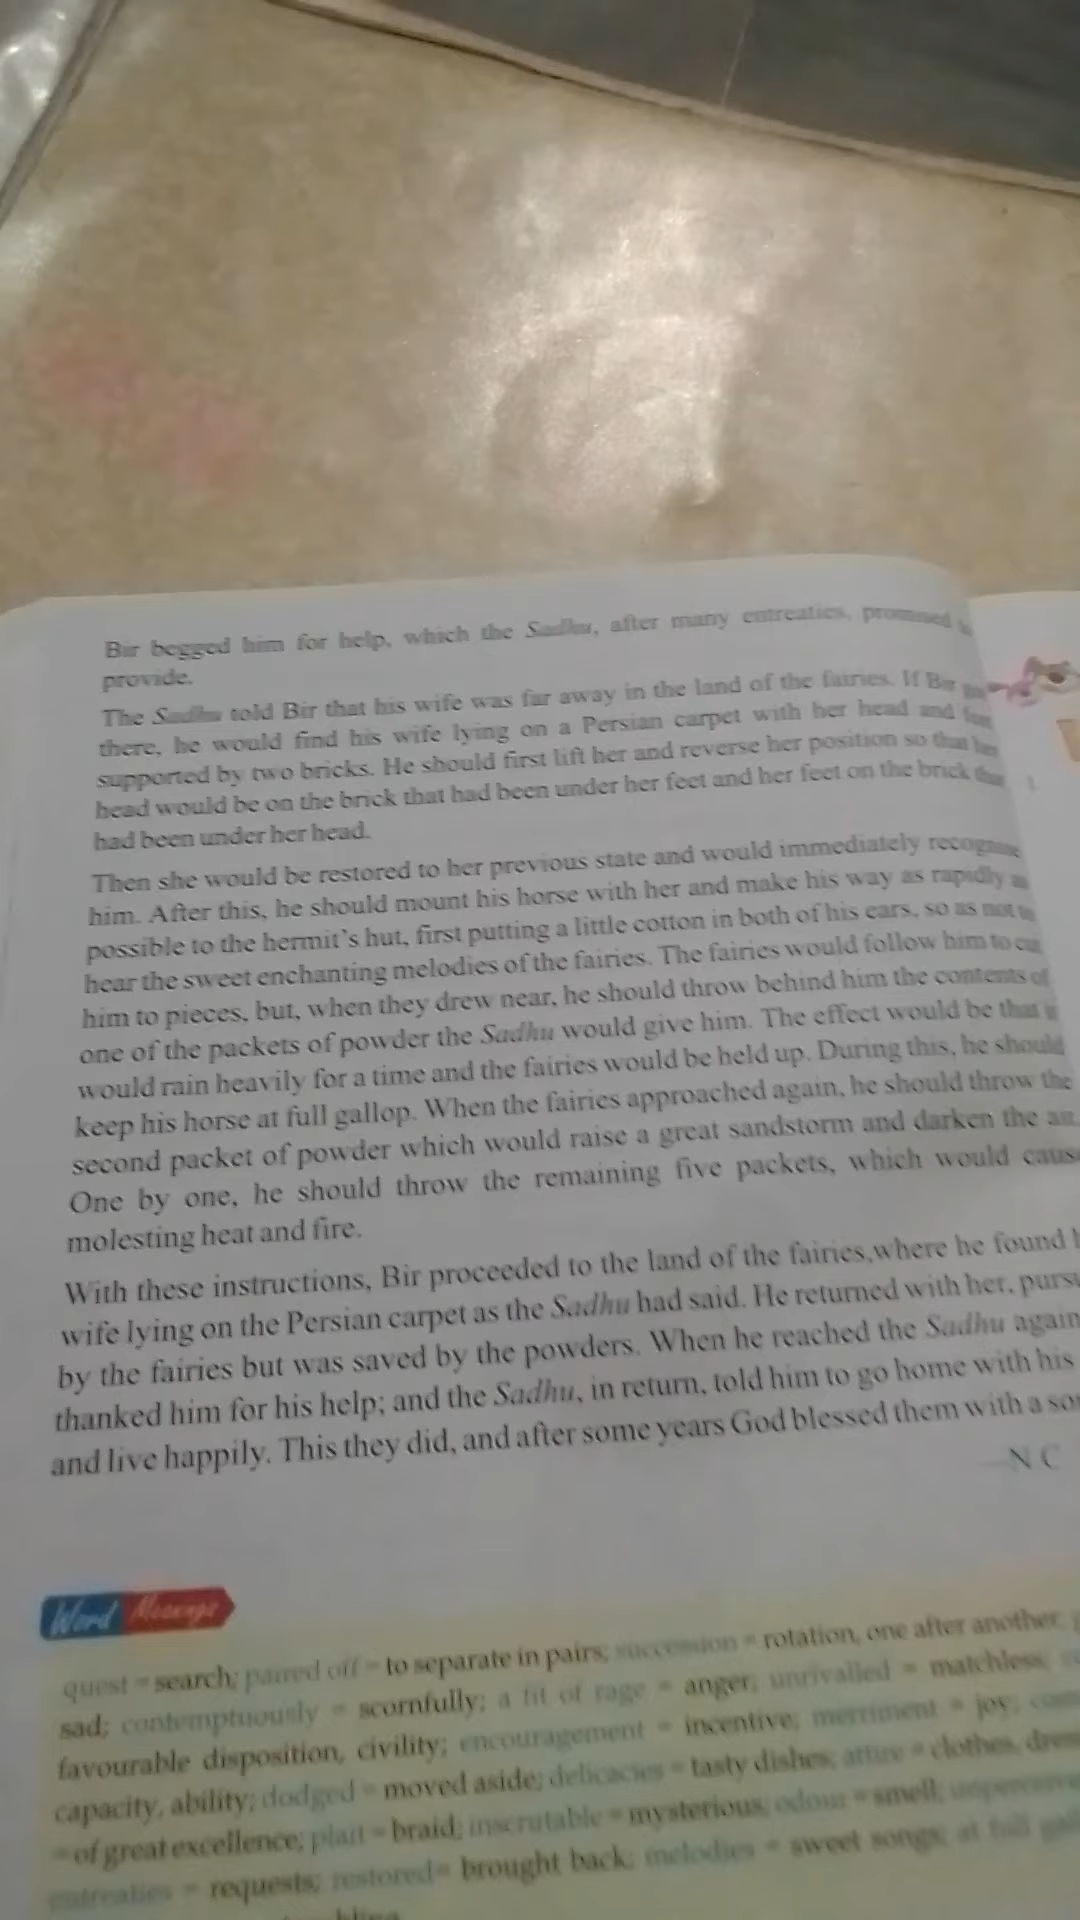 Bir begged him for help, which the Sadhu, after many entreaties, promised
provide.
The Sadhu told Bir that his wife was far away in the land of the fairies. If Bir
there, he would find his wife lying on a Persian carpet with her head and
supported by two bricks. He should first lift her and reverse her position so that her
head would be on the brick that had been under her feet and her feet on the brick that
had been under her head.
Then she would be restored to her previous state and would immediately recognise
him. After this, he should mount his horse with her and make his way as rapidly as
possible to the hermit's hut, first putting a little cotton in both of his ears, so as not to
hear the sweet enchanting melodies of the fairies. The fairies would follow him to cut
him to pieces, but, when they drew near, he should throw behind him the contents of
one of the packets of powder the Sadhu would give him. The effect would be that it
would rain heavily for a time and the fairies would be held up. During this, he should
keep his horse at full gallop. When the fairies approached again, he should throw the
second packet of powder which would raise a great sandstorm and darken the air.
One by one, he should throw the remaining five packets, which would cause
molesting heat and fire.
With these instructions, Bir proceeded to the land of the fairies,where he found
wife lying on the Persian carpet as the Sadhu had said. He returned with her, pursu
by the fairies but was saved by the powders. When he reached the Sadhu again
thanked him for his help; and the Sadhu, in return, told him to go home with his
and live happily. This they did, and after some years God blessed them with a son
—N C
Word Meanings
quest = search; paired off = to separate in pairs; succession = rotation, one after another;
sad; contemptuously = scornfully; a fit of rage = anger; unrivalled = matchless;
favourable disposition, civility; encouragement = incentive; merriment = joy;
capacity, ability; dodged = moved aside; delicacies = tasty dishes; attire = clothes, dress
= of great excellence; plait = braid; inscrutable = mysterious; odour = smell;
entreaties = requests; restored= brought back; melodies = sweet songs; at full